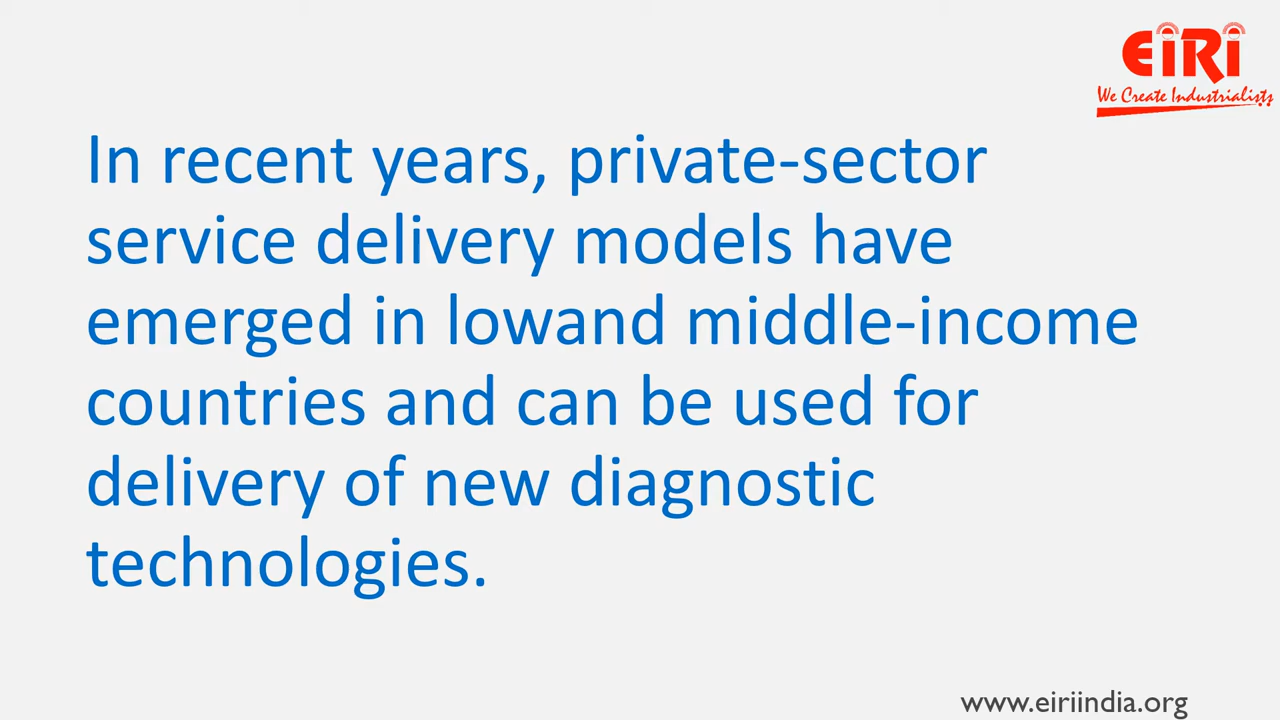 EiRi
We Create Industrialists
In recent years, private-sector
service delivery models have
emerged in lowand middle-income
countries and can be used for
delivery of new diagnostic
technologies.
www.eiriindia.org